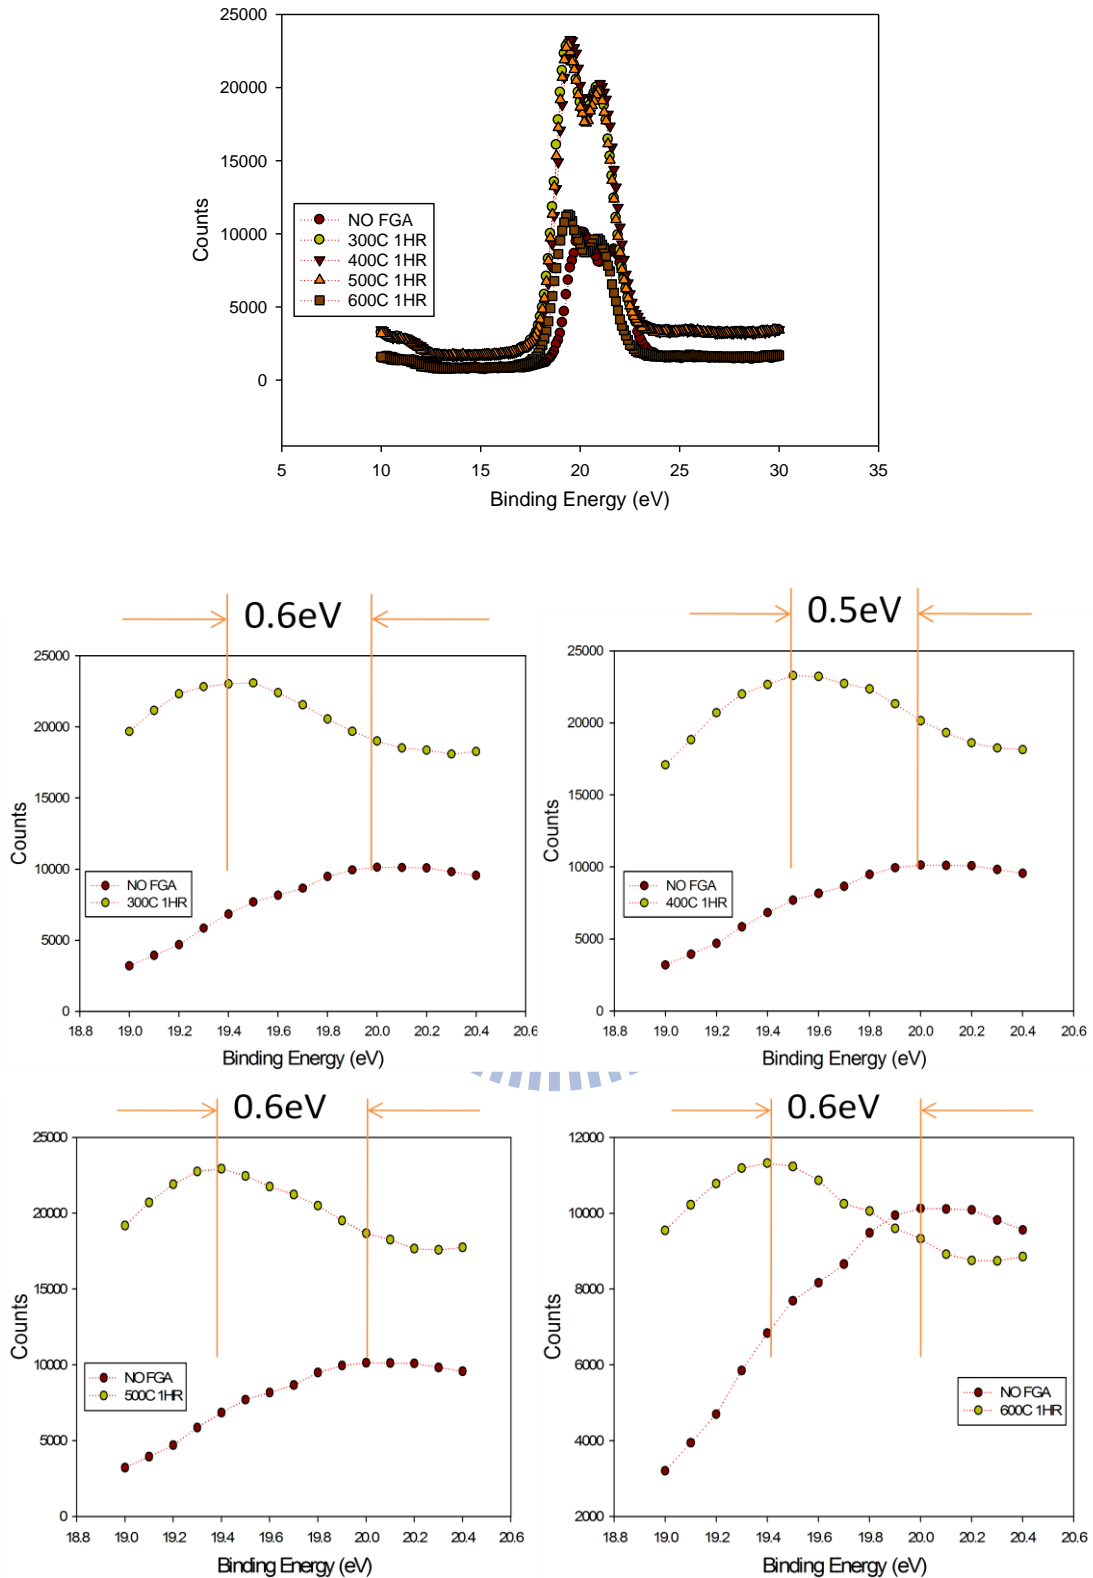 25000
20000
15000
10000
5000
0
Counts
NO FGA
300C 1HR
400C 1HR
500C 1HR
600C 1HR
5 10 15 20 25 30 35
Binding Energy (eV)
0.6eV
25000
20000
15000
10000
5000
0
Counts
NO FGA
300C 1HR
18.8 19.0 19.2 19.4 19.6 19.8 20.0 20.2 20.4 20.6
Binding Energy (eV)
0.5eV
25000
20000
15000
10000
5000
0
Counts
NO FGA
400C 1HR
18.8 19.0 19.2 19.4 19.6 19.8 20.0 20.2 20.4 20.6
Binding Energy (eV)
0.6eV
25000
20000
15000
10000
5000
0
Counts
NO FGA
500C 1HR
18.8 19.0 19.2 19.4 19.6 19.8 20.0 20.2 20.4 20.6
Binding Energy (eV)
0.6eV
12000
10000
8000
6000
4000
2000
Counts
NO FGA
600C 1HR
18.8 19.0 19.2 19.4 19.6 19.8 20.0 20.2 20.4 20.6
Binding Energy (eV)